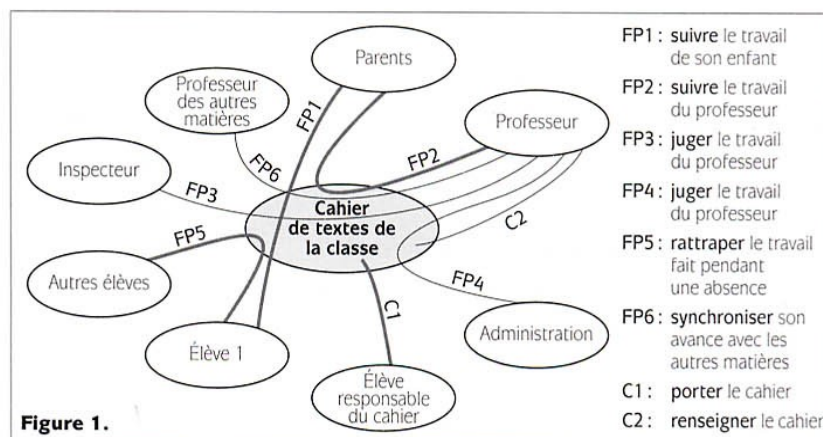 Parents
Professeur
des autres
matières
Professeur
Inspecteur
Cahier
de textes de
la classe
Autres élèves
Élève 1
Élève
responsable
du cahier
Administration
FP1
FP2
FP6
FP3
FP5
FP4
C1
C2
FP1 : suivre le travail
de son enfant
FP2 : suivre le travail
du professeur
FP3 : juger le travail
du professeur
FP4 : juger le travail
du professeur
FP5 : rattraper le travail
fait pendant
une absence
FP6 : synchroniser son
avance avec les
autres matières
C1 : porter le cahier
C2 : renseigner le cahier
Figure 1.